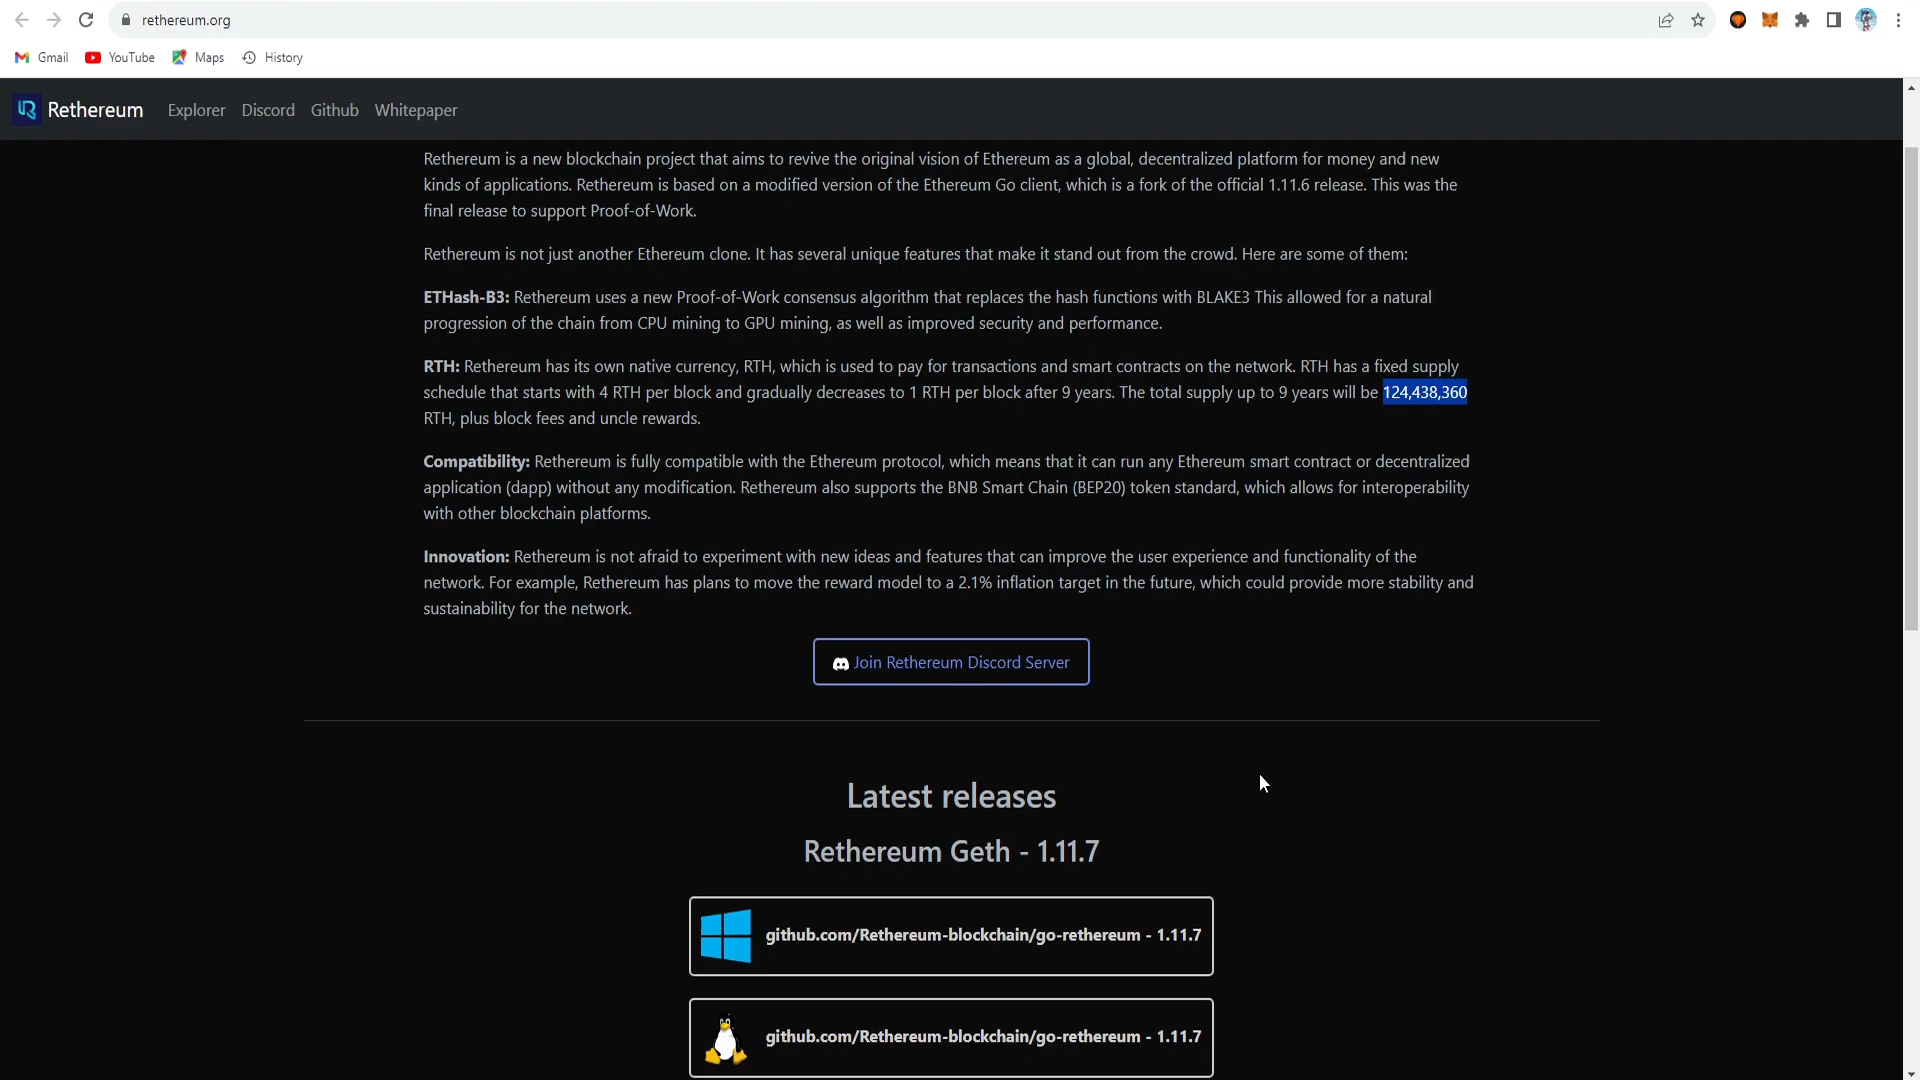 rethereum.org
Gmail YouTube Maps History
Rethereum Explorer Discord Github Whitepaper
Rethereum is a new blockchain project that aims to revive the original vision of Ethereum as a global, decentralized platform for money and new
kinds of applications. Rethereum is based on a modified version of the Ethereum Go client, which is a fork of the official 1.11.6 release. This was the
final release to support Proof-of-Work.
Rethereum is not just another Ethereum clone. It has several unique features that make it stand out from the crowd. Here are some of them:
ETHash-B3: Rethereum uses a new Proof-of-Work consensus algorithm that replaces the hash functions with BLAKE3 This allowed for a natural
progression of the chain from CPU mining to GPU mining, as well as improved security and performance.
RTH: Rethereum has its own native currency, RTH, which is used to pay for transactions and smart contracts on the network. RTH has a fixed supply
schedule that starts with 4 RTH per block and gradually decreases to 1 RTH per block after 9 years. The total supply up to 9 years will be 124,438,360
RTH, plus block fees and uncle rewards.
Compatibility: Rethereum is fully compatible with the Ethereum protocol, which means that it can run any Ethereum smart contract or decentralized
application (dapp) without any modification. Rethereum also supports the BNB Smart Chain (BEP20) token standard, which allows for interoperability
with other blockchain platforms.
Innovation: Rethereum is not afraid to experiment with new ideas and features that can improve the user experience and functionality of the
network. For example, Rethereum has plans to move the reward model to a 2.1% inflation target in the future, which could provide more stability and
sustainability for the network.
Join Rethereum Discord Server
Latest releases
Rethereum Geth - 1.11.7
github.com/Rethereum-blockchain/go-rethereum - 1.11.7
github.com/Rethereum-blockchain/go-rethereum - 1.11.7